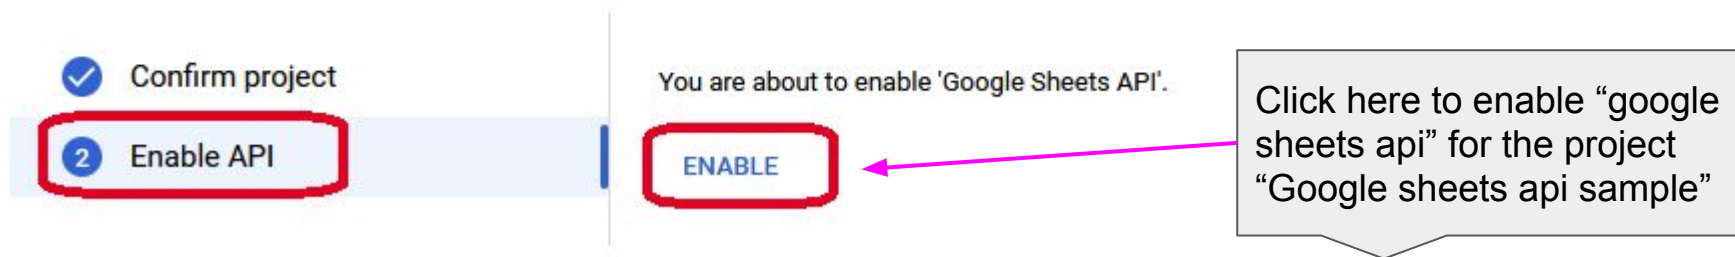 Confirm project
2 Enable API
You are about to enable 'Google Sheets API'.
ENABLE
Click here to enable “google
sheets api” for the project
“Google sheets api sample”